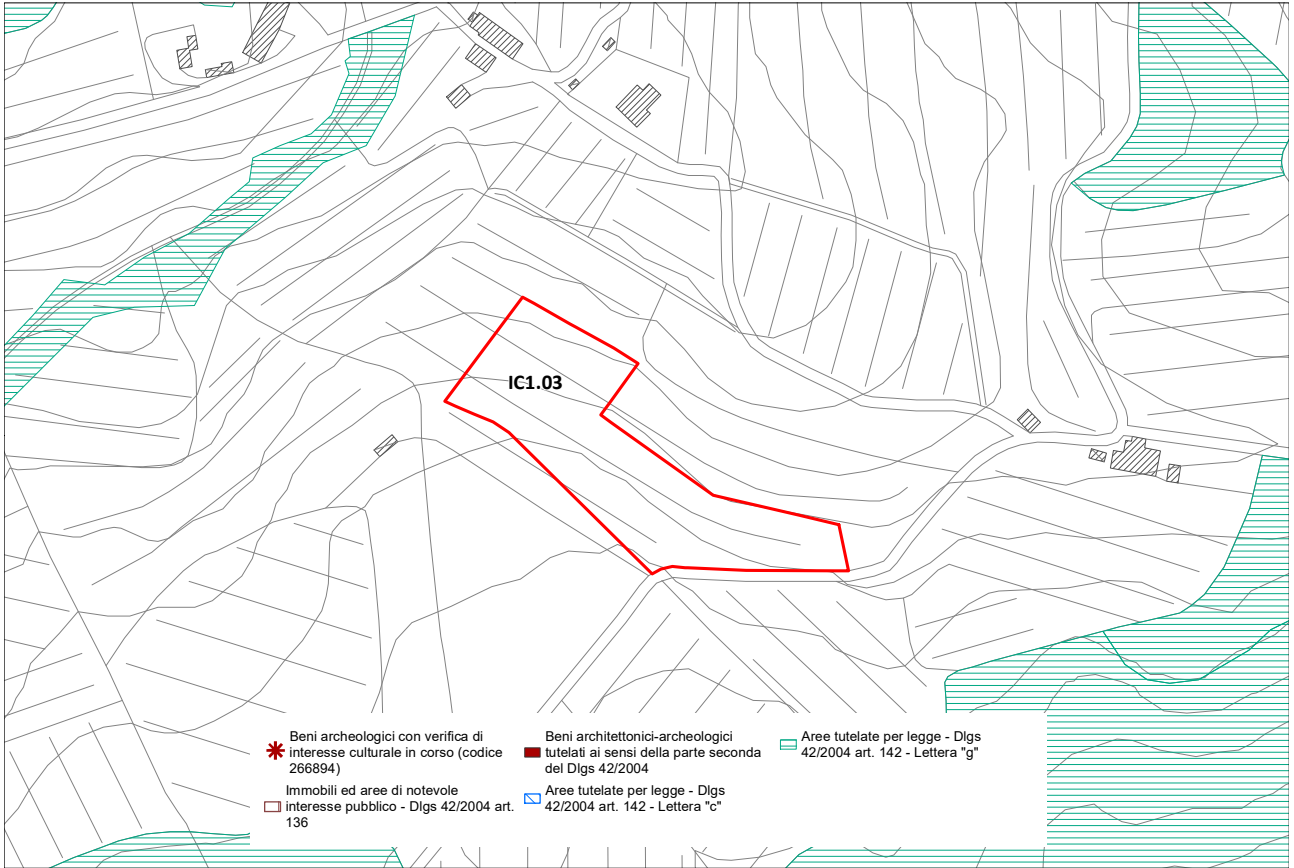 IC1.03
Beni archeologici con verifica di
interesse culturale in corso (codice
266894)
Immobili ed aree di notevole
interesse pubblico - Dlgs 42/2004 art.
136
Beni architettonici-archeologici
tutelati ai sensi della parte seconda
del Dlgs 42/2004
Aree tutelate per legge - Dlgs
42/2004 art. 142 - Lettera "c"
Aree tutelate per legge - Dlgs
42/2004 art. 142 - Lettera "g"